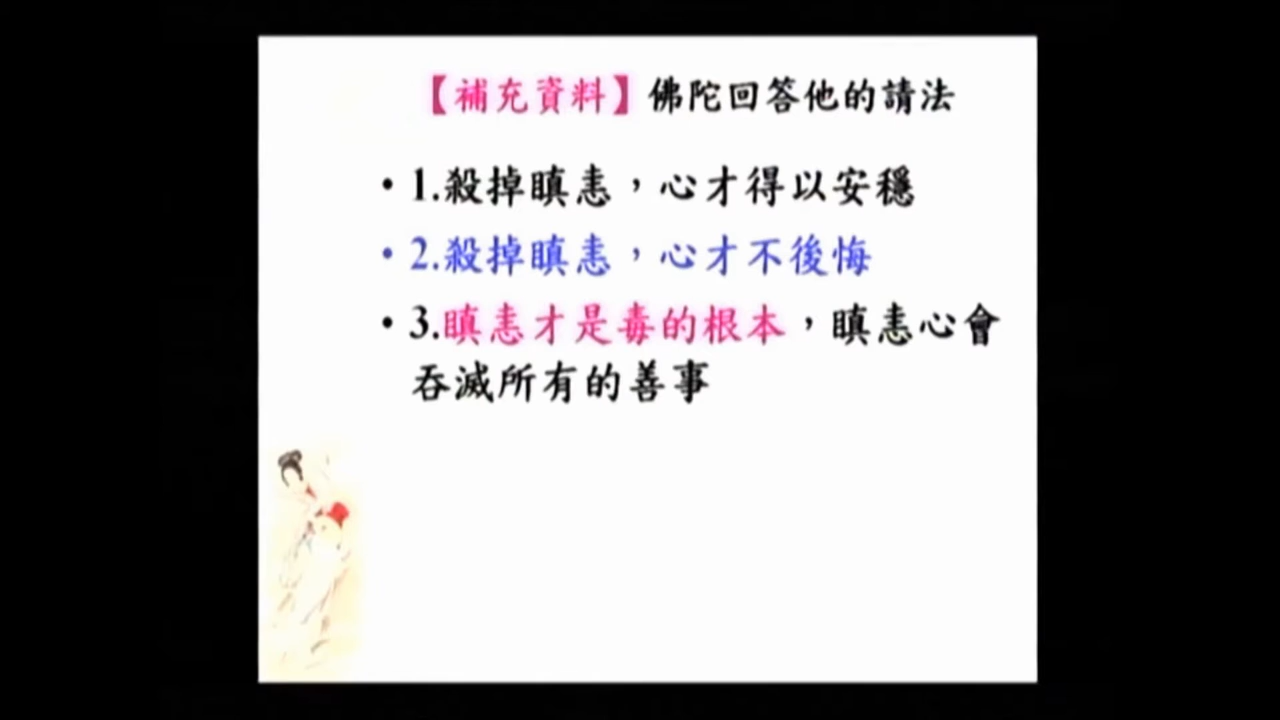 【補充資料】佛陀回答他的請法
• 1.殺掉瞋恚，心才得以安穩
• 2.殺掉瞋恚，心才不後悔
• 3.瞋恚才是毒的根本，瞋恚心會
吞滅所有的善事